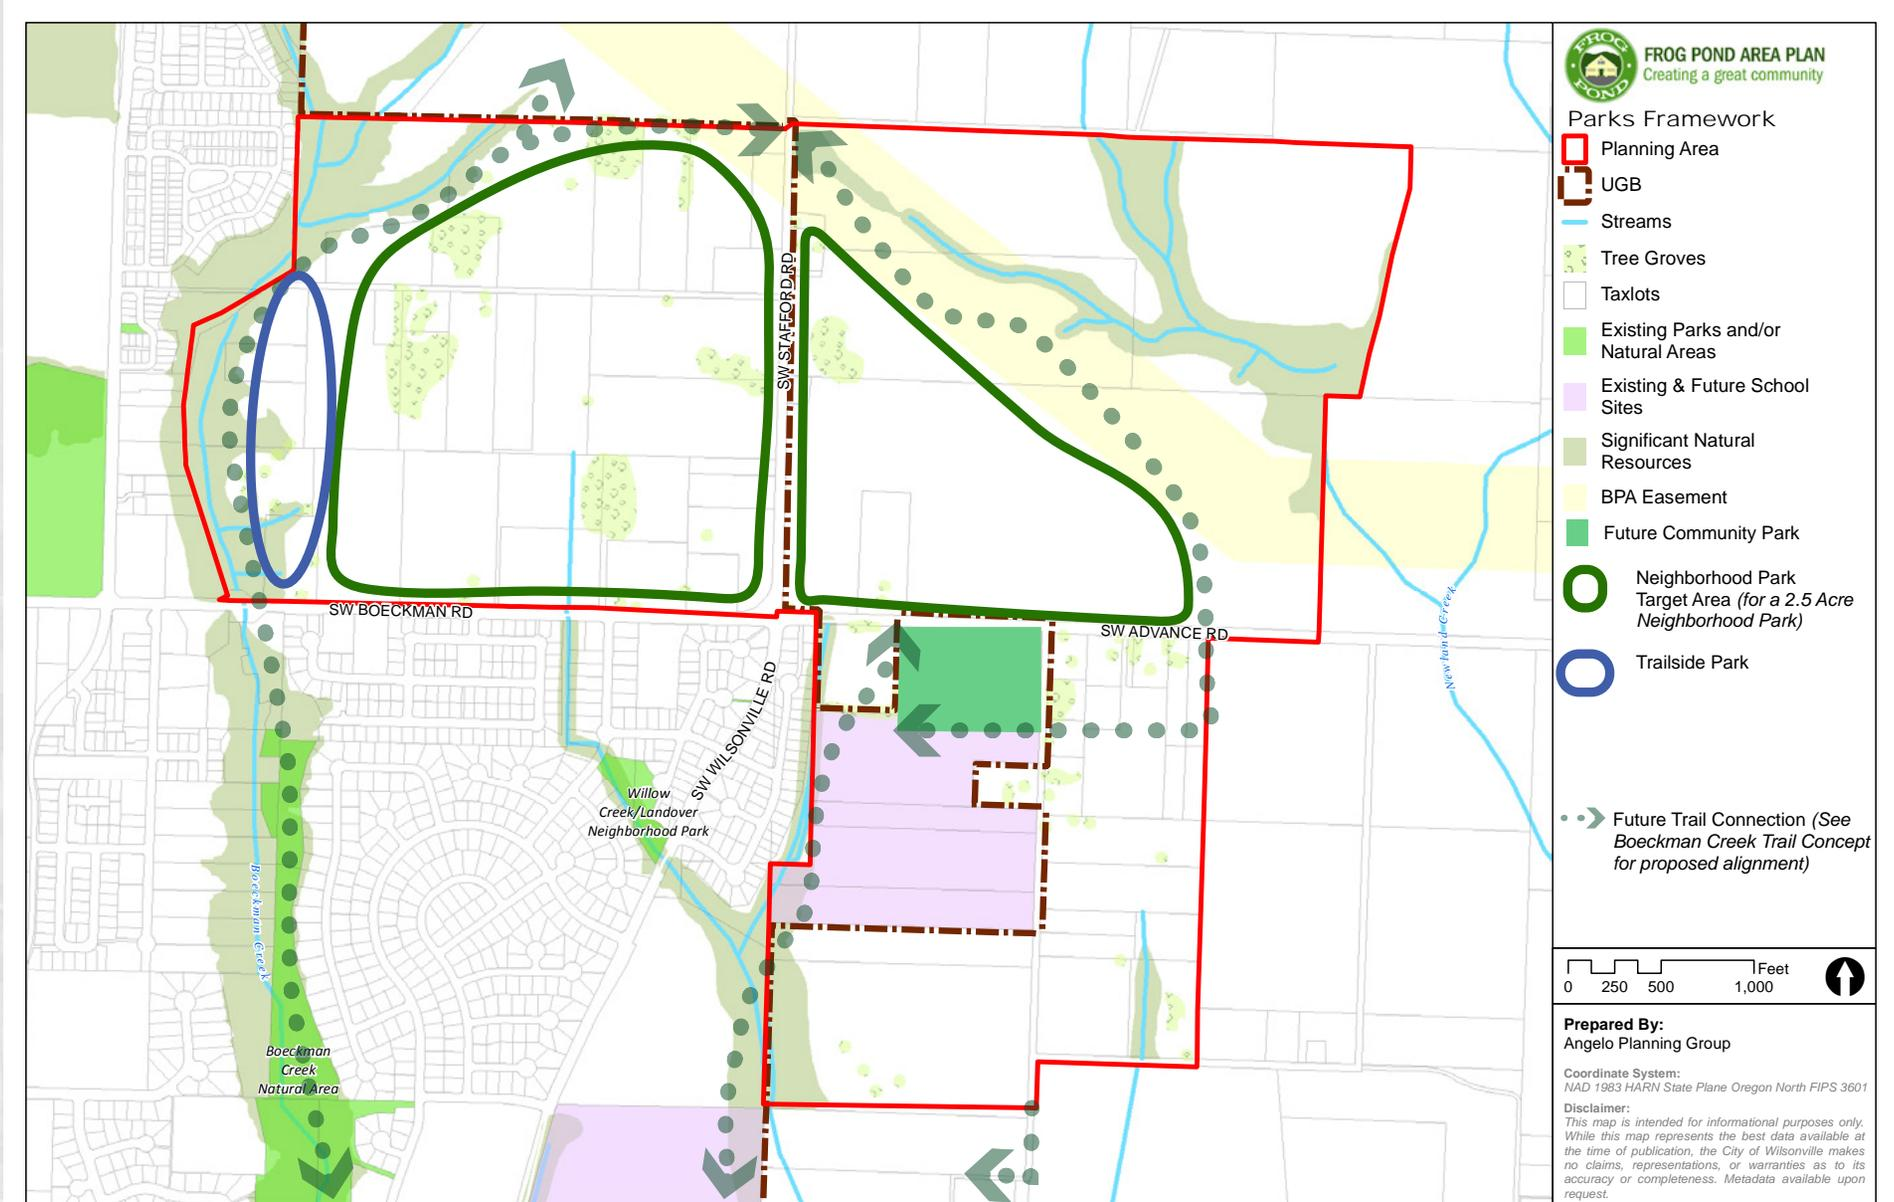 SW STAFFORD RD
SW BOECKMAN RD
SW ADVANCE RD
SW WILSONVILLE RD
Willow
Creek/Landover
Neighborhood Park
Boeckman Creek
Boeckman
Creek
Natural Area
Newland Creek
FROG
POND
FROG POND AREA PLAN
Creating a great community
Parks Framework
Planning Area
UGB
Streams
Tree Groves
Taxlots
Existing Parks and/or
Natural Areas
Existing & Future School
Sites
Significant Natural
Resources
BPA Easement
Future Community Park
Neighborhood Park
Target Area (for a 2.5 Acre
Neighborhood Park)
Trailside Park
Future Trail Connection (See
Boeckman Creek Trail Concept
for proposed alignment)
Feet
0 250 500 1,000
Prepared By:
Angelo Planning Group
Coordinate System:
NAD 1983 HARN State Plane Oregon North FIPS 3601
Disclaimer:
This map is intended for informational purposes only.
While this map represents the best data available at
the time of publication, the City of Wilsonville makes
no claims, representations, or warranties as to its
accuracy or completeness. Metadata available upon
request.